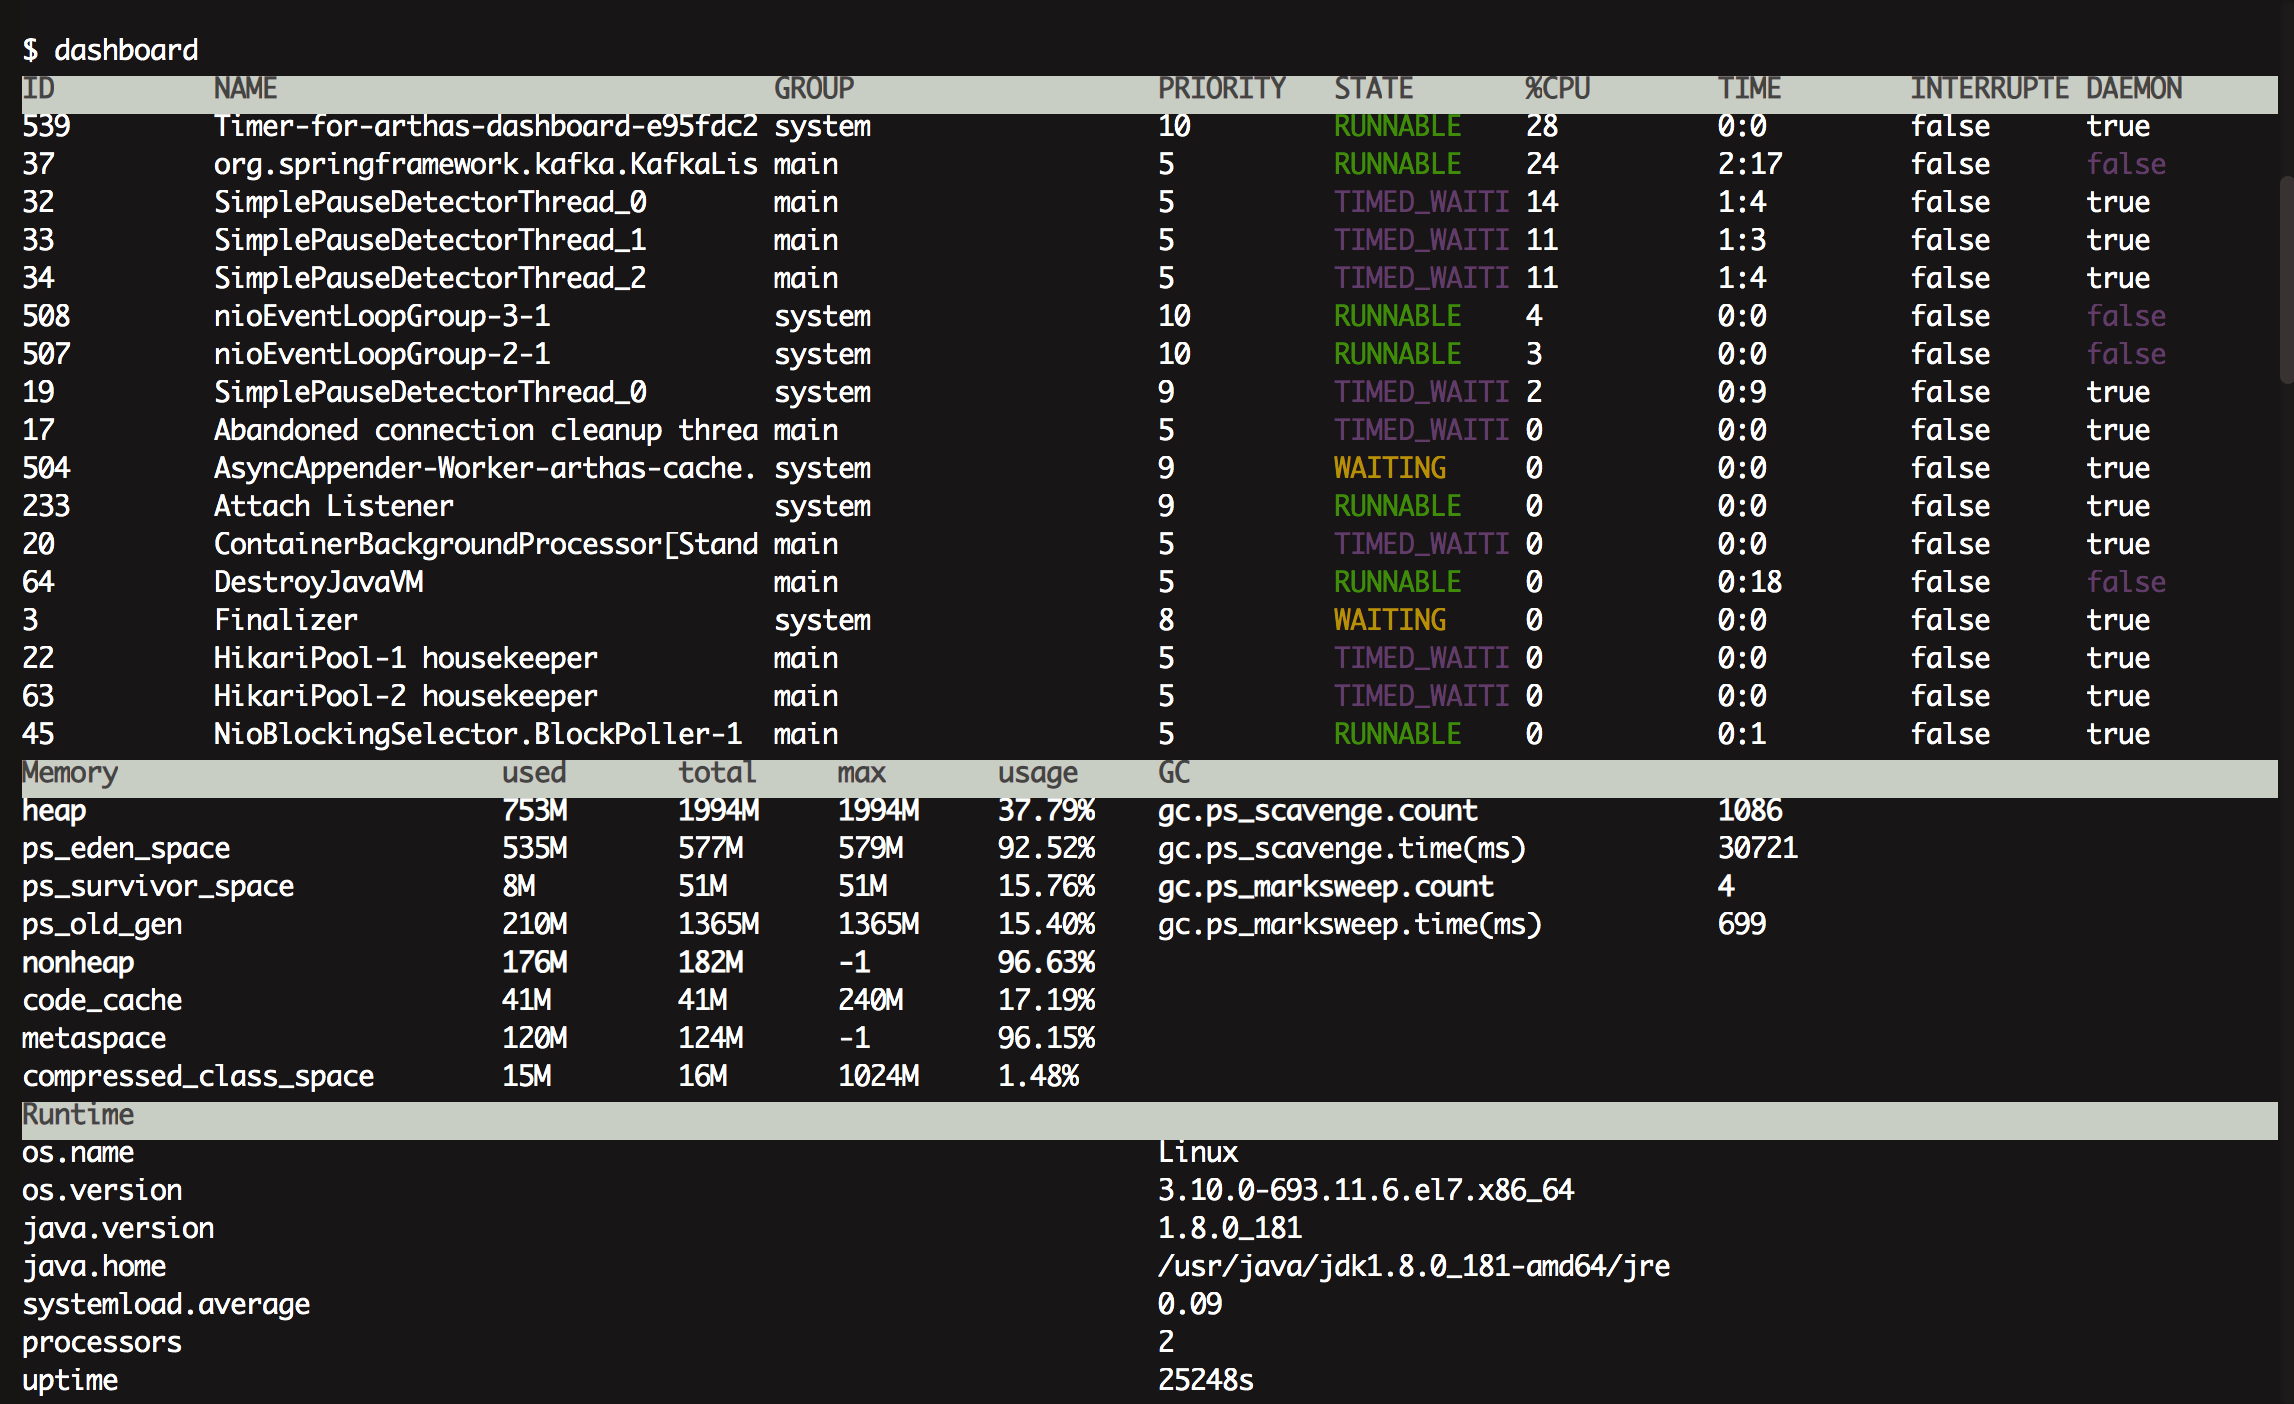 $ dashboard
ID NAME GROUP PRIORITY STATE %CPU TIME INTERRUPTE DAEMON
539 Timer-for-arthas-dashboard-e95fdc2 system 10 RUNNABLE 28 0:0 false true
37 org.springframework.kafka.KafkaLis main 5 RUNNABLE 24 2:17 false false
32 SimplePauseDetectorThread_0 main 5 TIMED_WAITI 14 1:4 false true
33 SimplePauseDetectorThread_1 main 5 TIMED_WAITI 11 1:3 false true
34 SimplePauseDetectorThread_2 main 5 TIMED_WAITI 11 1:4 false true
508 nioEventLoopGroup-3-1 system 10 RUNNABLE 4 0:0 false false
507 nioEventLoopGroup-2-1 system 10 RUNNABLE 3 0:0 false false
19 SimplePauseDetectorThread_0 system 9 TIMED_WAITI 2 0:9 false true
17 Abandoned connection cleanup threa main 5 TIMED_WAITI 0 0:0 false true
504 AsyncAppender-Worker-arthas-cache. system 9 WAITING 0 0:0 false true
233 Attach Listener system 9 RUNNABLE 0 0:0 false true
20 ContainerBackgroundProcessor[Stand main 5 TIMED_WAITI 0 0:0 false true
64 DestroyJavaVM main 5 RUNNABLE 0 0:18 false false
3 Finalizer system 8 WAITING 0 0:0 false true
22 HikariPool-1 housekeeper main 5 TIMED_WAITI 0 0:0 false true
63 HikariPool-2 housekeeper main 5 TIMED_WAITI 0 0:0 false true
45 NioBlockingSelector.BlockPoller-1 main 5 RUNNABLE 0 0:1 false true
Memory used total max usage GC
heap 753M 1994M 1994M 37.79% gc.ps_scavenge.count 1086
ps_eden_space 535M 577M 579M 92.52% gc.ps_scavenge.time(ms) 30721
ps_survivor_space 8M 51M 51M 15.76% gc.ps_marksweep.count 4
ps_old_gen 210M 1365M 1365M 15.40% gc.ps_marksweep.time(ms) 699
nonheap 176M 182M -1 96.63%
code_cache 41M 41M 240M 17.19%
metaspace 120M 124M -1 96.15%
compressed_class_space 15M 16M 1024M 1.48%
Runtime
os.name Linux
os.version 3.10.0-693.11.6.el7.x86_64
java.version 1.8.0_181
java.home /usr/java/jdk1.8.0_181-amd64/jre
systemload.average 0.09
processors 2
uptime 25248s